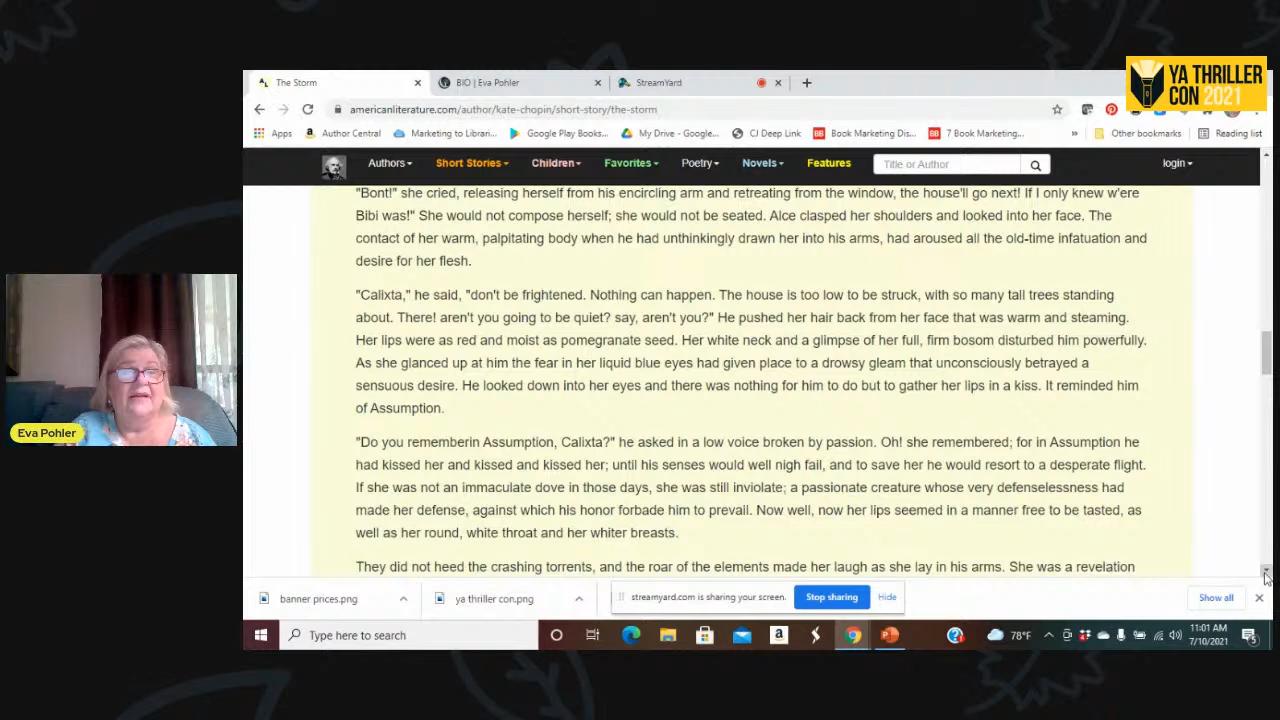 YA THRILLER
CON 2021
The Storm
BIO | Eva Pohler
StreamYard
americanliterature.com/author/kate-chopin/short-story/the-storm
Apps
Author Central
Marketing to Librari...
Google Play Books...
My Drive - Google...
CJ Deep Link
Book Marketing Dis...
7 Book Marketing...
»
Other bookmarks
Reading list
Authors
Short Stories
Children
Favorites
Poetry
Novels
Features
Title or Author
login
"Bont!" she cried, releasing herself from his encircling arm and retreating from the window, the house'll go next! If I only knew w'ere
Bibi was!" She would not compose herself; she would not be seated. Alce clasped her shoulders and looked into her face. The
contact of her warm, palpitating body when he had unthinkingly drawn her into his arms, had aroused all the old-time infatuation and
desire for her flesh.
"Calixta," he said, "don't be frightened. Nothing can happen. The house is too low to be struck, with so many tall trees standing
about. There! aren't you going to be quiet? say, aren't you?" He pushed her hair back from her face that was warm and steaming.
Her lips were as red and moist as pomegranate seed. Her white neck and a glimpse of her full, firm bosom disturbed him powerfully.
As she glanced up at him the fear in her liquid blue eyes had given place to a drowsy gleam that unconsciously betrayed a
sensuous desire. He looked down into her eyes and there was nothing for him to do but to gather her lips in a kiss. It reminded him
of Assumption.
"Do you rememberin Assumption, Calixta?" he asked in a low voice broken by passion. Oh! she remembered; for in Assumption he
had kissed her and kissed and kissed her; until his senses would well nigh fail, and to save her he would resort to a desperate flight.
If she was not an immaculate dove in those days, she was still inviolate; a passionate creature whose very defenselessness had
made her defense, against which his honor forbade him to prevail. Now well, now her lips seemed in a manner free to be tasted, as
well as her round, white throat and her whiter breasts.
They did not heed the crashing torrents, and the roar of the elements made her laugh as she lay in his arms. She was a revelation
Eva Pohler
banner prices.png
ya thriller con.png
streamyard.com is sharing your screen.
Stop sharing
Hide
Show all
Type here to search
78°F
11:01 AM
7/10/2021